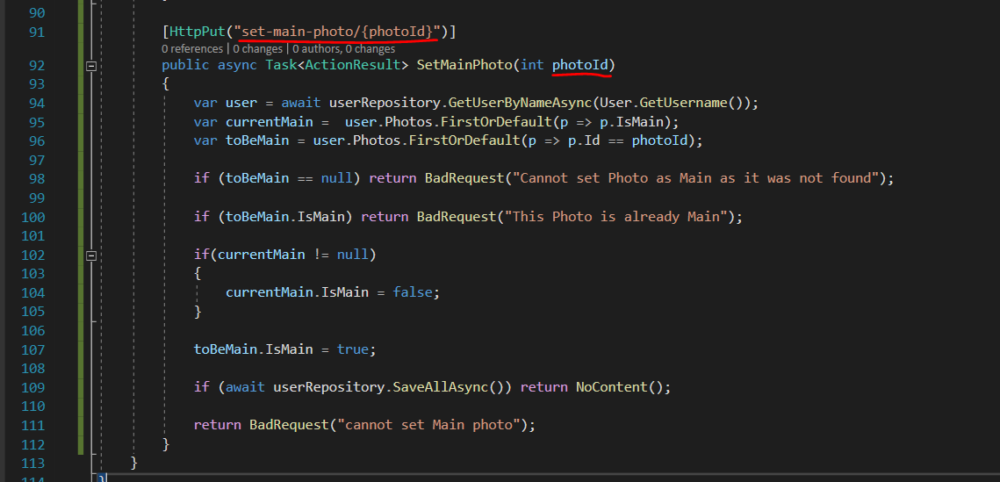 90
91 [HttpPut("set-main-photo/{photoId}")]
0 references | 0 changes | 0 authors, 0 changes
92 public async Task<ActionResult> SetMainPhoto(int photoId)
93 {
94 var user = await userRepository.GetUserByNameAsync(User.GetUsername());
95 var currentMain =  user.Photos.FirstOrDefault(p => p.IsMain);
96 var toBeMain = user.Photos.FirstOrDefault(p => p.Id == photoId);
97
98 if (toBeMain == null) return BadRequest("Cannot set Photo as Main as it was not found");
99
100 if (toBeMain.IsMain) return BadRequest("This Photo is already Main");
101
102 if(currentMain != null)
103 {
104 currentMain.IsMain = false;
105 }
106
107 toBeMain.IsMain = true;
108
109 if (await userRepository.SaveAllAsync()) return NoContent();
110
111 return BadRequest("cannot set Main photo");
112 }
113 }
114 }